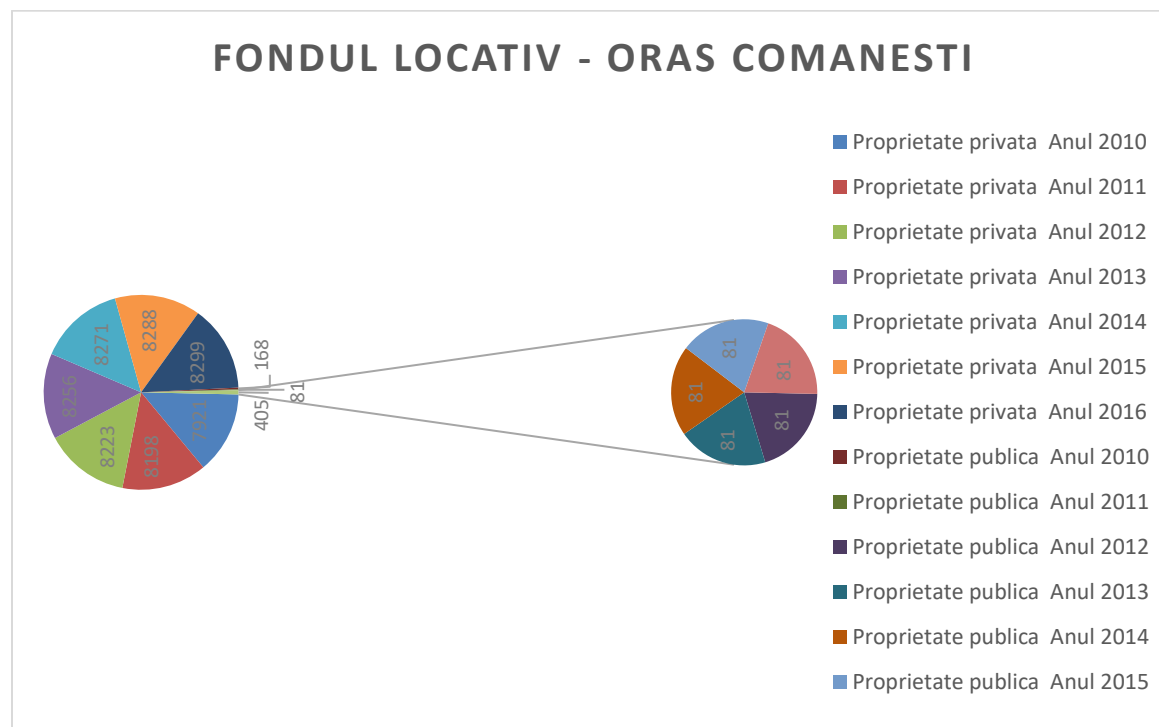 FONDUL LOCATIV - ORAS COMANESTI
Proprietate privata Anul 2010
Proprietate privata Anul 2011
Proprietate privata Anul 2012
Proprietate privata Anul 2013
Proprietate privata Anul 2014
Proprietate privata Anul 2015
Proprietate privata Anul 2016
Proprietate publica Anul 2010
Proprietate publica Anul 2011
Proprietate publica Anul 2012
Proprietate publica Anul 2013
Proprietate publica Anul 2014
Proprietate publica Anul 2015
7921
8198
8223
8256
8271
8288
8299
168
81
405
81
81
81
81
81